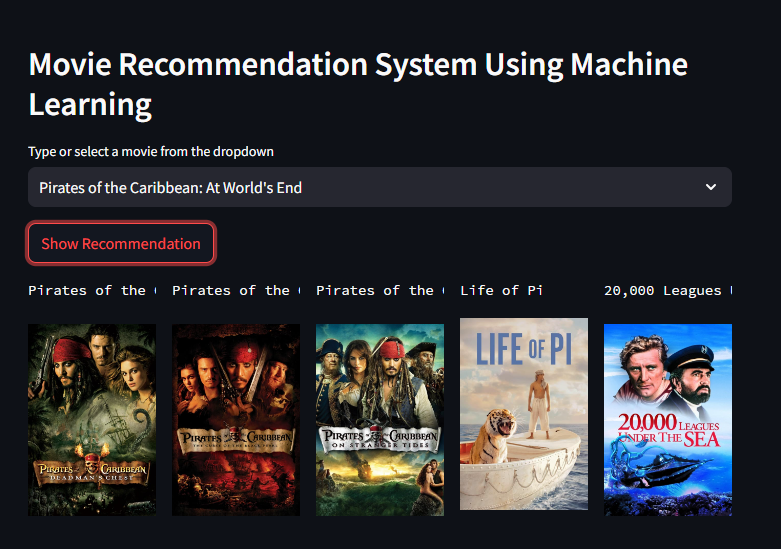 Movie Recommendation System Using Machine
Learning
Type or select a movie from the dropdown
Pirates of the Caribbean: At World's End
Show Recommendation
Pirates of the
Pirates of the
Pirates of the
Life of Pi
20,000 Leagues
PIRATES of the CARIBBEAN
DEAD MAN'S CHEST
PIRATES of the CARIBBEAN
THE CURSE OF THE BLACK PEARL
PIRATES of the CARIBBEAN
ON STRANGER TIDES
LIFE OF PI
20,000 LEAGUES
UNDER THE SEA